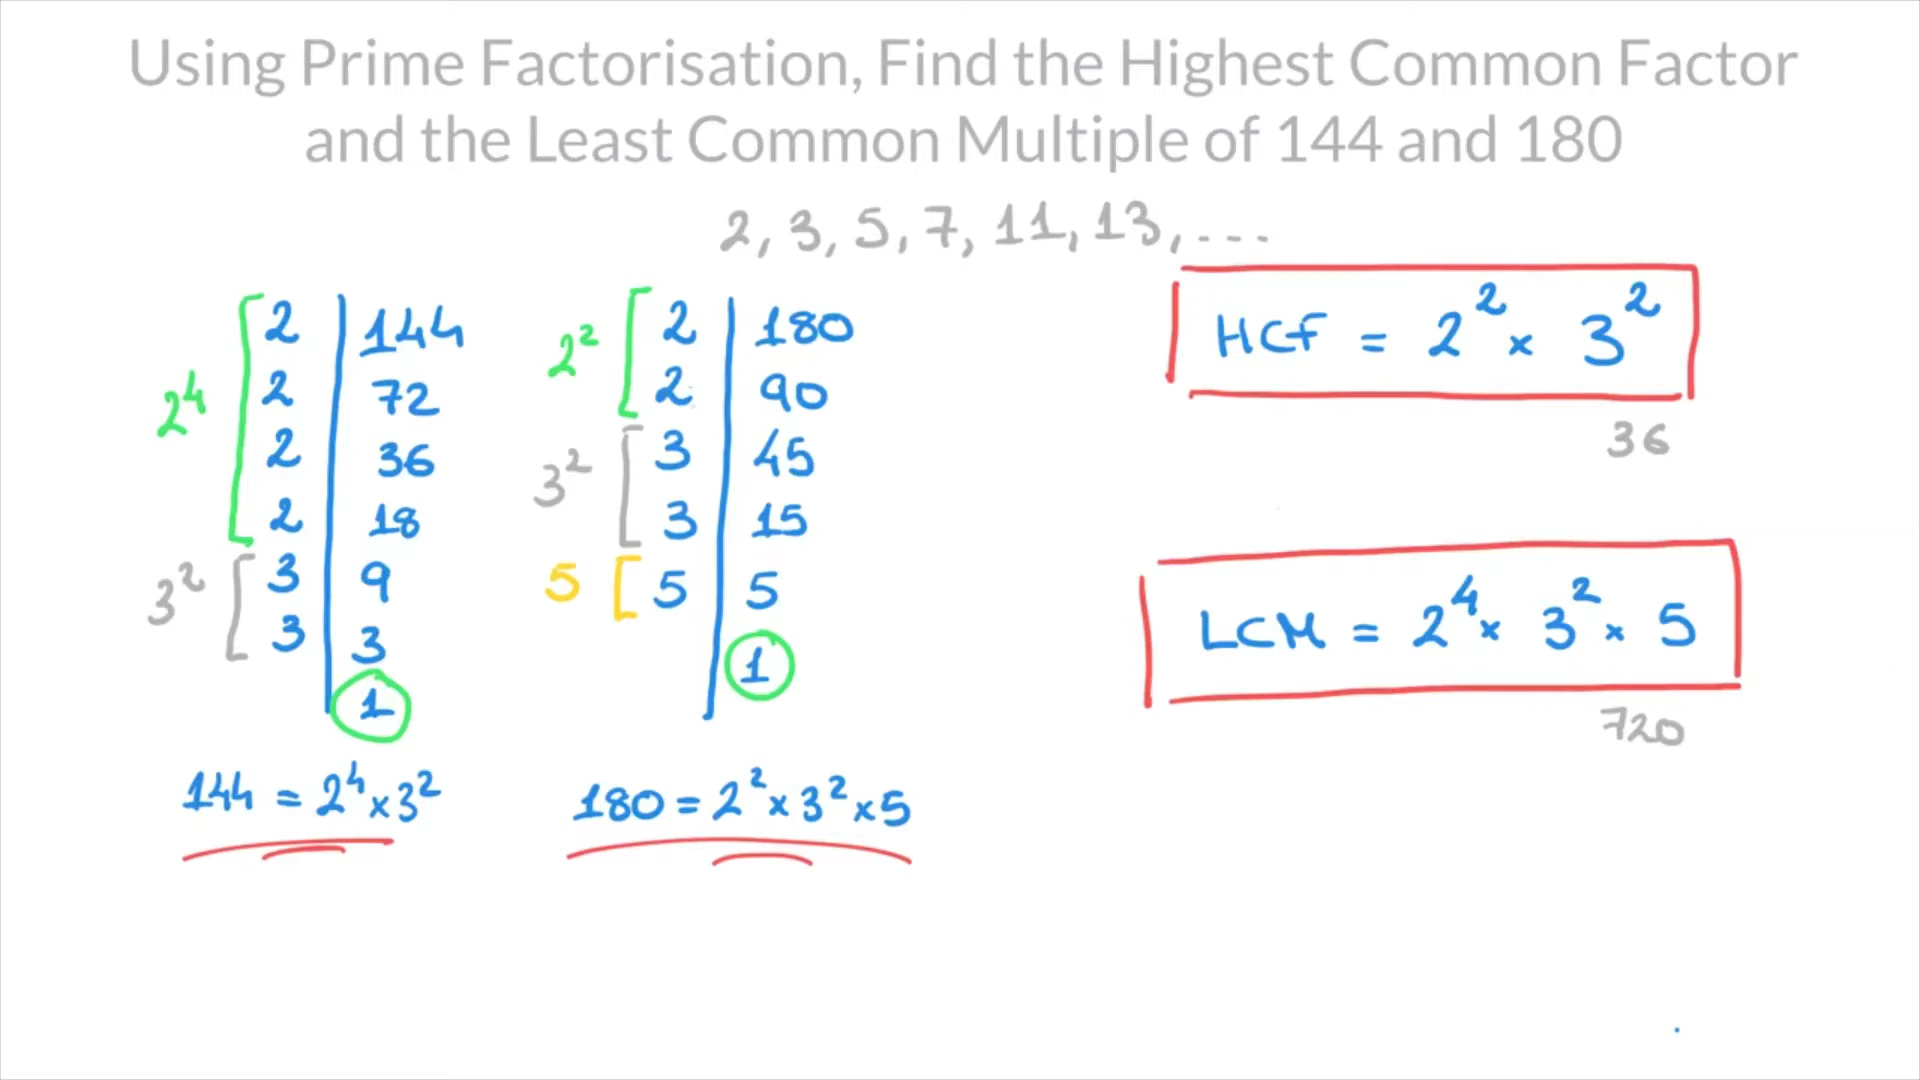 Using Prime Factorisation, Find the Highest Common Factor
and the Least Common Multiple of 144 and 180
2, 3, 5, 7, 11, 13, ...
2⁴
2 | 144
2 | 72
2 | 36
2 | 18
3²
3 | 9
3 | 3
1
144 = 2⁴ × 3²
2²
2 | 180
2 | 90
3²
3 | 45
3 | 15
5
5 | 5
1
180 = 2² × 3² × 5
HCF = 2² × 3²
36
LCM = 2⁴ × 3² × 5
720